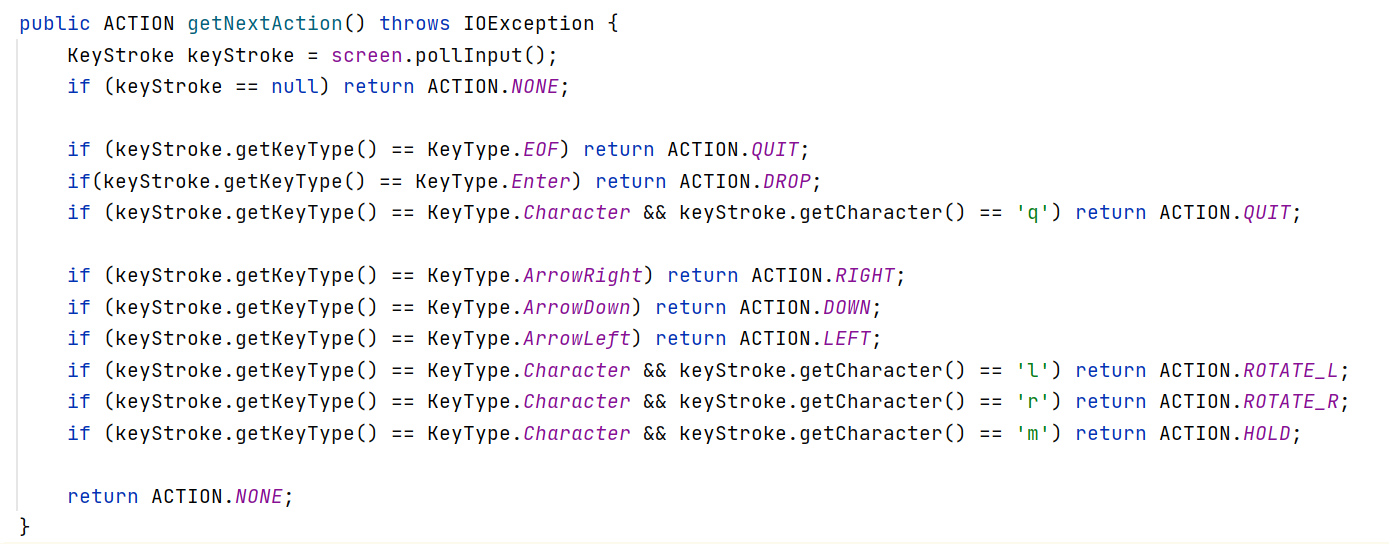 public ACTION getNextAction() throws IOException {
    KeyStroke keyStroke = screen.pollInput();
    if (keyStroke == null) return ACTION.NONE;

    if (keyStroke.getKeyType() == KeyType.EOF) return ACTION.QUIT;
    if(keyStroke.getKeyType() == KeyType.Enter) return ACTION.DROP;
    if (keyStroke.getKeyType() == KeyType.Character && keyStroke.getCharacter() == 'q') return ACTION.QUIT;

    if (keyStroke.getKeyType() == KeyType.ArrowRight) return ACTION.RIGHT;
    if (keyStroke.getKeyType() == KeyType.ArrowDown) return ACTION.DOWN;
    if (keyStroke.getKeyType() == KeyType.ArrowLeft) return ACTION.LEFT;
    if (keyStroke.getKeyType() == KeyType.Character && keyStroke.getCharacter() == 'l') return ACTION.ROTATE_L;
    if (keyStroke.getKeyType() == KeyType.Character && keyStroke.getCharacter() == 'r') return ACTION.ROTATE_R;
    if (keyStroke.getKeyType() == KeyType.Character && keyStroke.getCharacter() == 'm') return ACTION.HOLD;

    return ACTION.NONE;
}